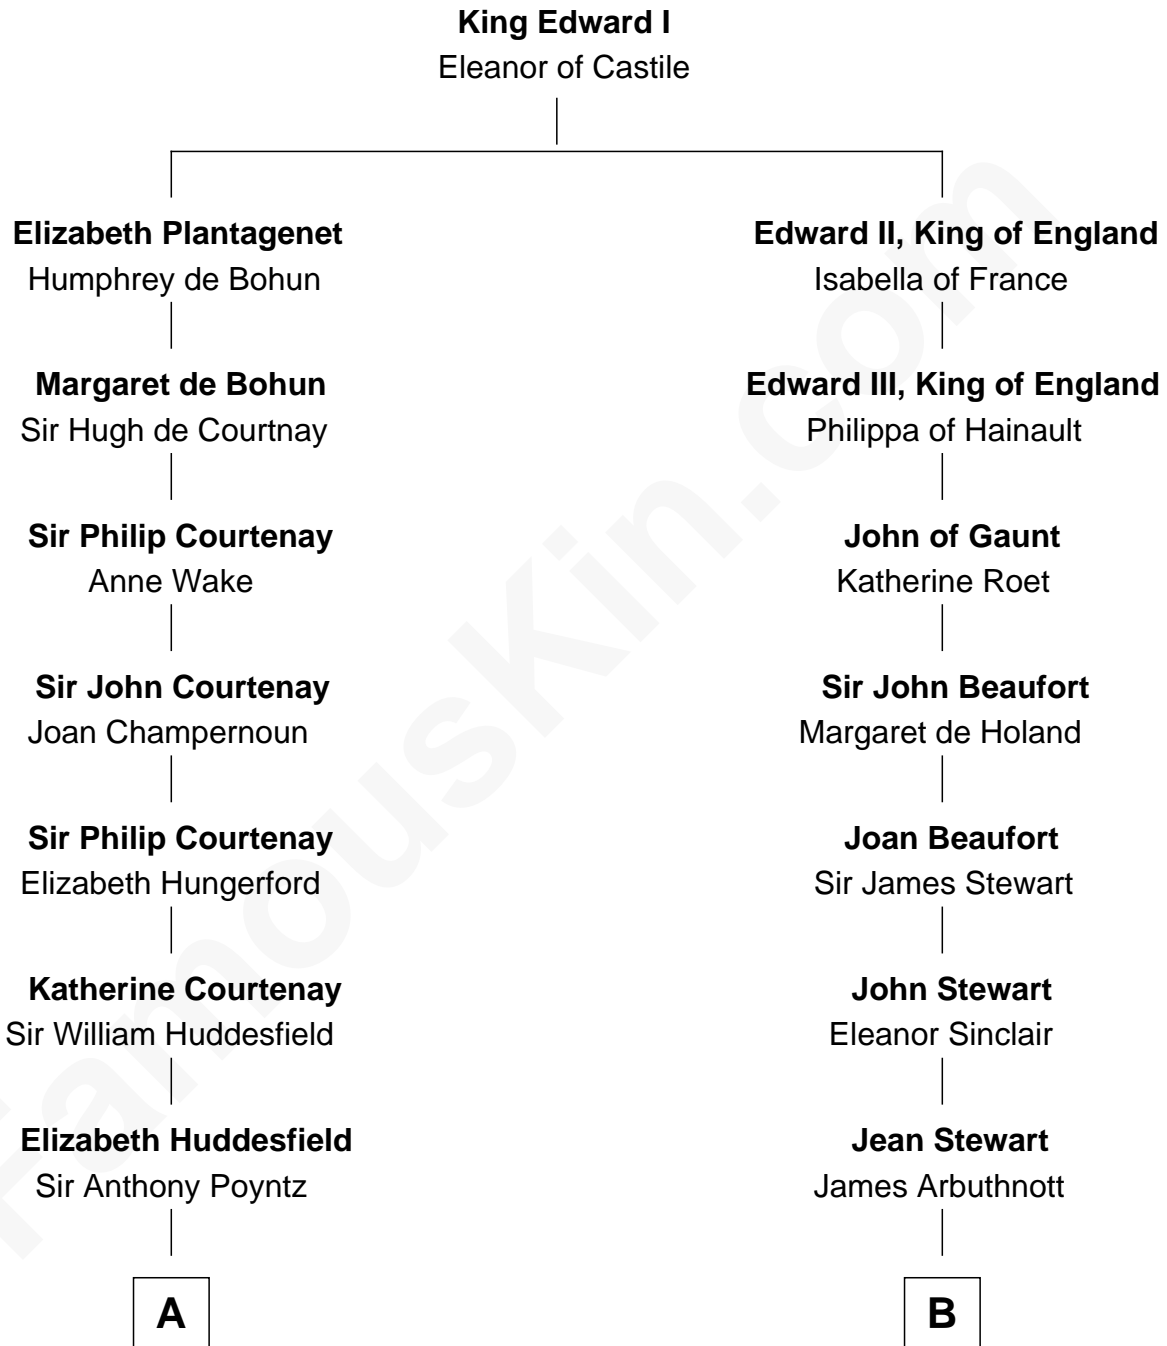 King Edward I
Eleanor of Castile
Elizabeth Plantagenet
Humphrey de Bohun
Edward II, King of England
Isabella of France
Margaret de Bohun
Sir Hugh de Courtnay
Edward III, King of England
Philippa of Hainault
Sir Philip Courtenay
Anne Wake
John of Gaunt
Katherine Roet
Sir John Courtenay
Joan Champernoun
Sir John Beaufort
Margaret de Holand
Sir Philip Courtenay
Elizabeth Hungerford
Joan Beaufort
Sir James Stewart
Katherine Courtenay
Sir William Huddesfield
John Stewart
Eleanor Sinclair
Elizabeth Huddesfield
Sir Anthony Poyntz
Jean Stewart
James Arbuthnott
A
B
FamousKin.com